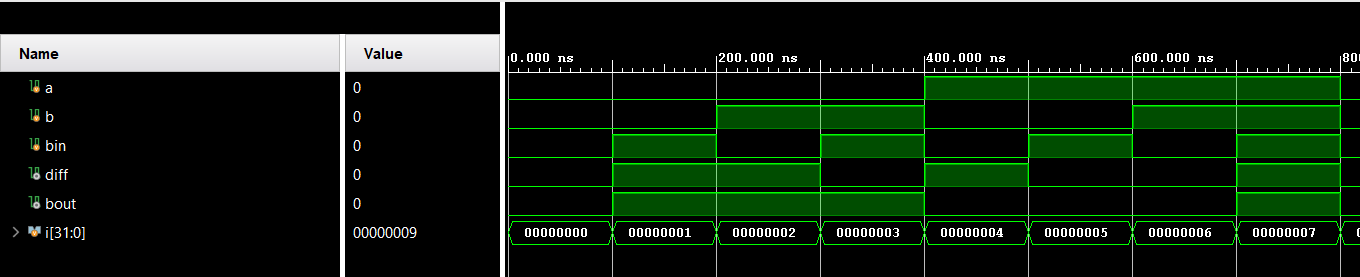 Name Value
0.000 ns 200.000 ns 400.000 ns 600.000 ns 800
a 0
b 0
bin 0
diff 0
bout 0
i[31:0] 00000009 00000000 00000001 00000002 00000003 00000004 00000005 00000006 00000007